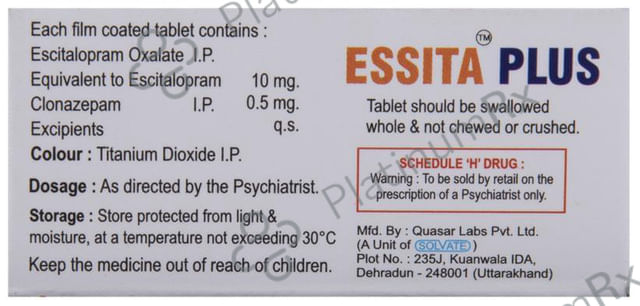 Each film coated tablet contains :
Escitalopram Oxalate I.P.
Equivalent to Escitalopram 10 mg.
Clonazepam I.P. 0.5 mg.
Excipients q.s.
Colour : Titanium Dioxide I.P.
Dosage : As directed by the Psychiatrist.
Storage : Store protected from light &
moisture, at a temperature not exceeding 30°C
Keep the medicine out of reach of children.
ESSITA PLUS TM
Tablet should be swallowed
whole & not chewed or crushed.
SCHEDULE 'H' DRUG :
Warning : To be sold by retail on the
prescription of a Psychiatrist only.
Mfd. By : Quasar Labs Pvt. Ltd.
(A Unit of SOLVATE)
Plot No. : 235J, Kuanwala IDA,
Dehradun - 248001 (Uttarakhand)
PlatinumRx
PlatinumRx
PlatinumRx